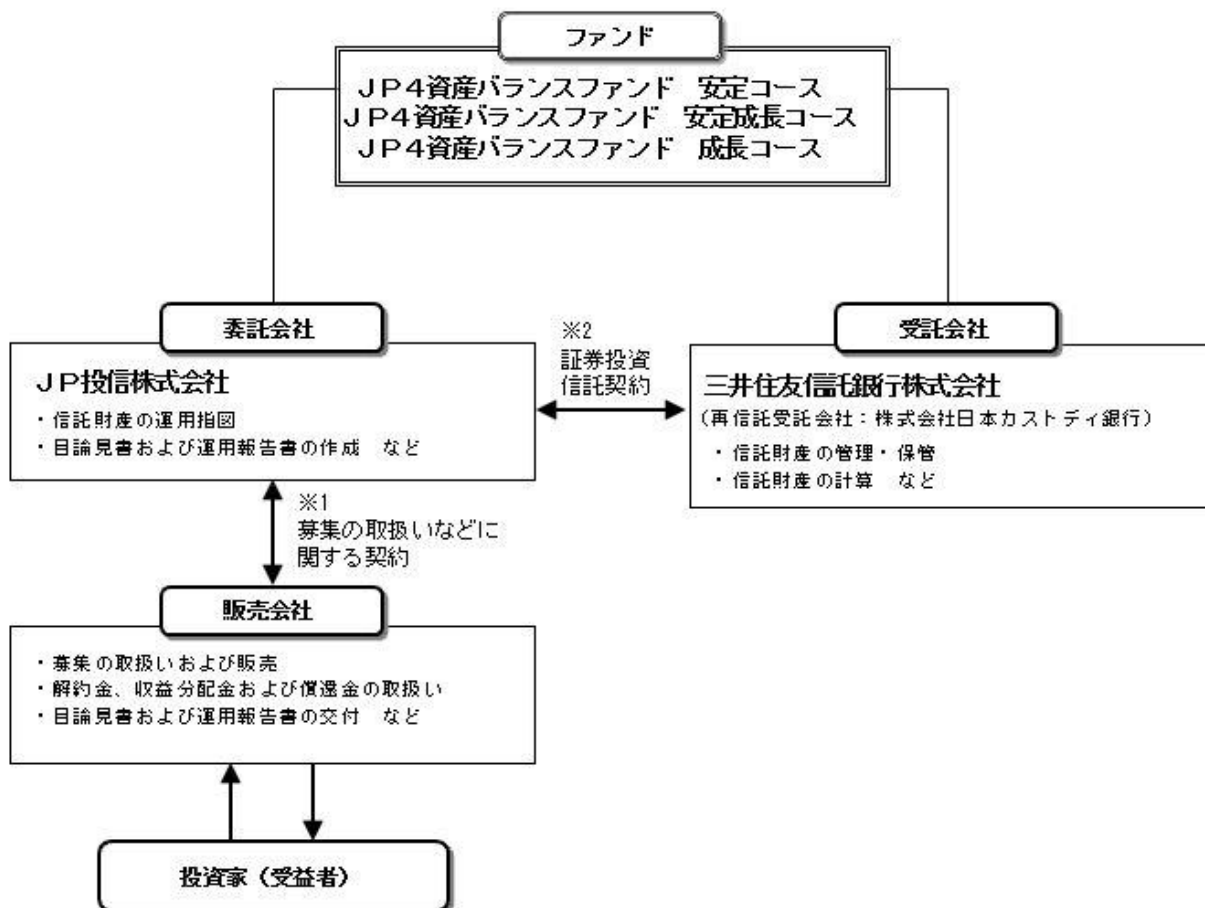 ファンド
JP4資産バランスファンド　安定コース
JP4資産バランスファンド　安定成長コース
JP4資産バランスファンド　成長コース
委託会社
JP投信株式会社
・信託財産の運用指図
・目論見書および運用報告書の作成　など
※2
証券投資
信託契約
受託会社
三井住友信託銀行株式会社
(再信託受託会社：株式会社日本カストディ銀行)
・信託財産の管理・保管
・信託財産の計算　など
※1
募集の取扱いなどに
関する契約
販売会社
・募集の取扱いおよび販売
・解約金、収益分配金および償還金の取扱い
・目論見書および運用報告書の交付　など
投資家（受益者）